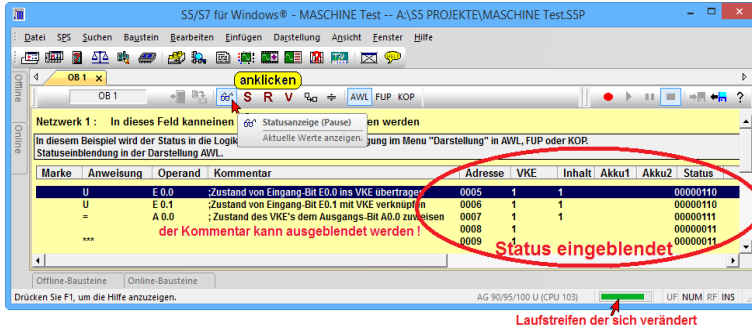 S5/S7 für Windows® - MASCHINE Test -- A:\S5 PROJEKTE\MASCHINE Test.S5P
Datei SPS Suchen Baustein Bearbeiten Einfügen Darstellung Ansicht Fenster Hilfe
OB 1 x
anklicken
Offline
Online
OB 1 S R V AWL FUP KOP ?
Netzwerk 1 : In dieses Feld kann einen en werden
Statusanzeige (Pause)
Aktuelle Werte anzeigen.
In diesem Beispiel wird der Status in die Logik gung im Menu "Darstellung" in AWL, FUP oder KOP.
Statuseinblendung in der Darstellung AWL.
Marke Anweisung Operand Kommentar Adresse VKE Inhalt Akku1 Akku2 Status
U E 0.0 ;Zustand von Eingang-Bit E0.0 ins VKE übertragen 0005 1 1 00000110
U E 0.1 ;Zustand von Eingang-Bit E0.1 mit VKE verknüpfen 0006 1 1 00000110
= A 0.0 ; Zustand des VKE's dem Ausgangs-Bit A0.0 zuweisen 0007 1 1 00000111
der Kommentar kann ausgeblendet werden ! 0008 1 00000011
*** 0009 1 00000011
Status eingeblendet
Offline-Bausteine Online-Bausteine
Drücken Sie F1, um die Hilfe anzuzeigen. AG 90/95/100 U (CPU 103) UF NUM RF INS
Laufstreifen der sich verändert